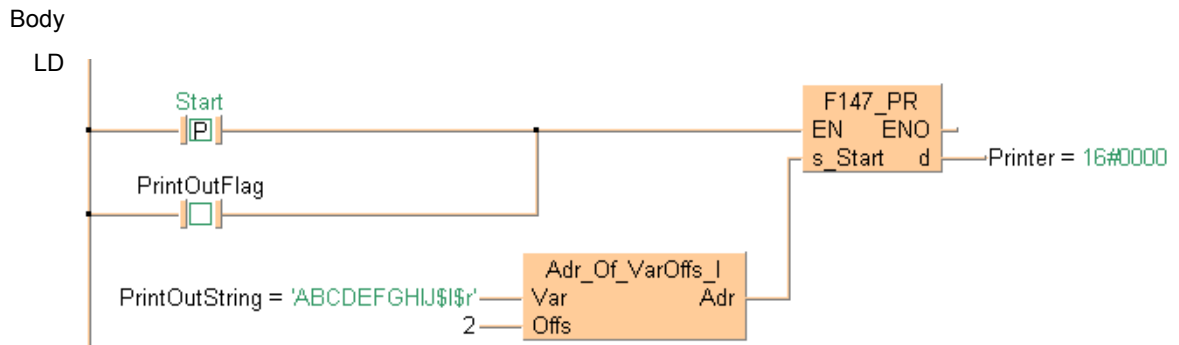 Body
LD
Start
P
F147_PR
EN ENO
s_Start d
Printer = 16#0000
PrintOutFlag
Adr_Of_VarOffs_I
PrintOutString = 'ABCDEFGHIJ$l$r'
Var Adr
2
Offs